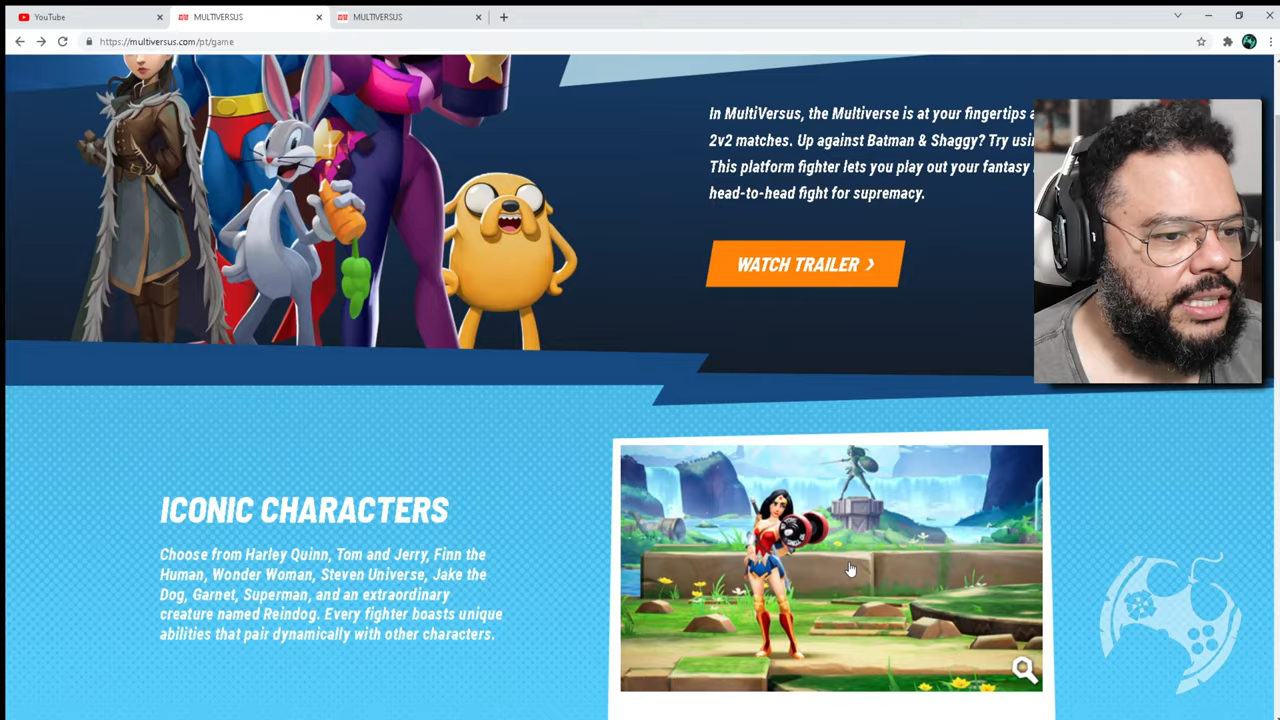 YouTube
MULTIVERSUS
MULTIVERSUS
https://multiversus.com/pt/game
In MultiVersus, the Multiverse is at your fingertips
2v2 matches. Up against Batman & Shaggy? Try
This platform fighter lets you play out your fantasy
head-to-head fight for supremacy.
WATCH TRAILER
ICONIC CHARACTERS
Choose from Harley Quinn, Tom and Jerry, Finn the
Human, Wonder Woman, Steven Universe, Jake the
Dog, Garnet, Superman, and an extraordinary
creature named Reindog. Every fighter boasts unique
abilities that pair dynamically with other characters.